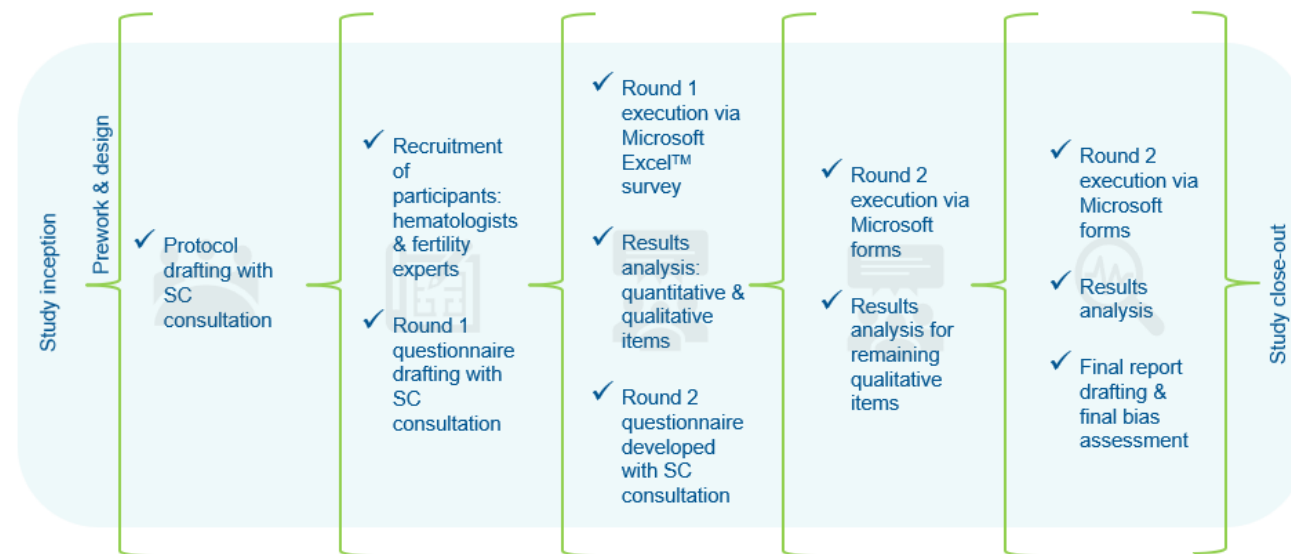 Study inception
Prework & design
✓ Protocol
drafting with
SC
consultation
✓ Recruitment
of
participants:
hematologists
& fertility
experts
✓ Round 1
questionnaire
drafting with
SC
consultation
✓ Round 1
execution via
Microsoft
Excel™
survey
✓ Results
analysis:
quantitative &
qualitative
items
✓ Round 2
questionnaire
developed
with SC
consultation
✓ Round 2
execution via
Microsoft
forms
✓ Results
analysis for
remaining
qualitative
items
✓ Round 2
execution via
Microsoft
forms
✓ Results
analysis
✓ Final report
drafting &
final bias
assessment
Study close-out